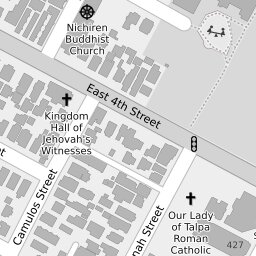 Nichiren
Buddhist
Church
East 4th Street
Kingdom
Hall of
Jehovah's
Witnesses
Camulos Street
Our Lady
of Talpa
Roman
Catholic
427